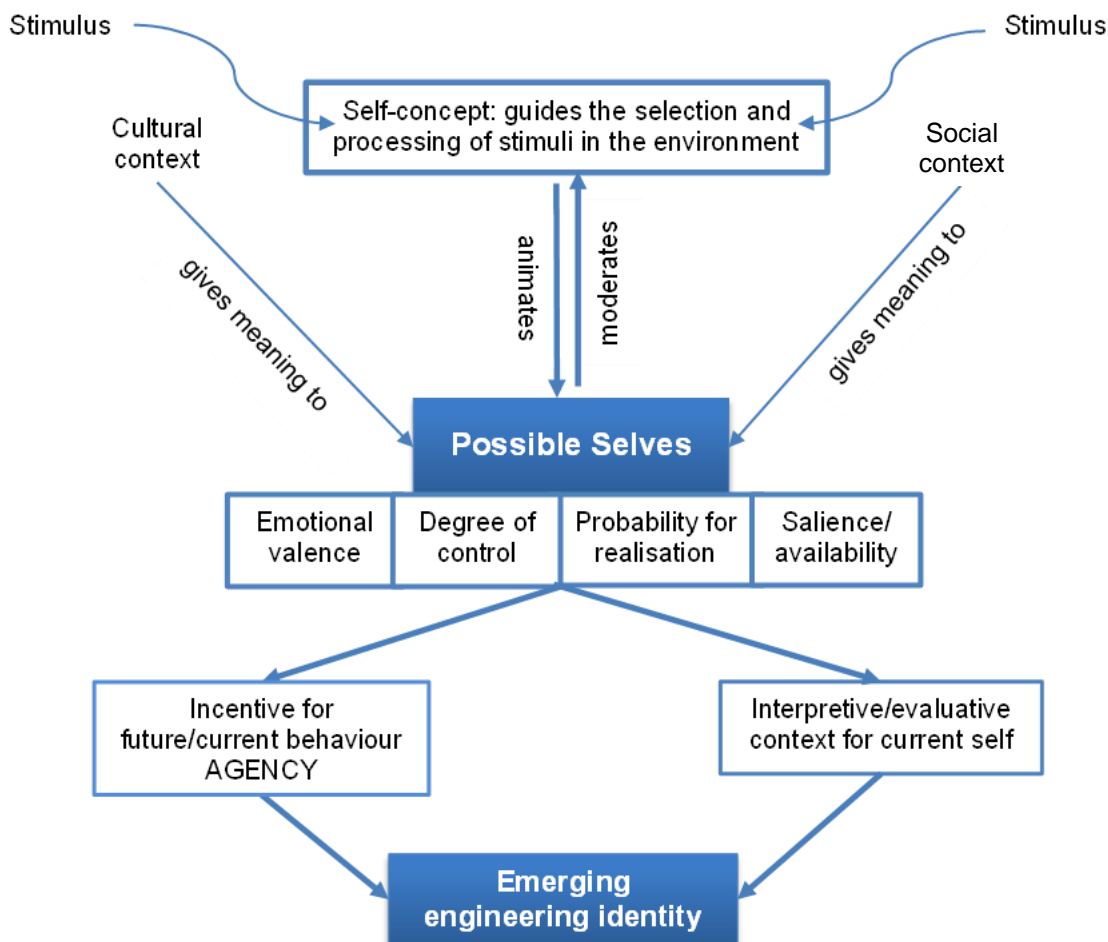 Stimulus
Stimulus
Self-concept: guides the selection and
processing of stimuli in the environment
Cultural
context
Social
context
gives meaning to
animates
moderates
gives meaning to
Possible Selves
Emotional
valence
Degree of
control
Probability for
realisation
Salience/
availability
Incentive for
future/current behaviour
AGENCY
Interpretive/evaluative
context for current self
Emerging
engineering identity